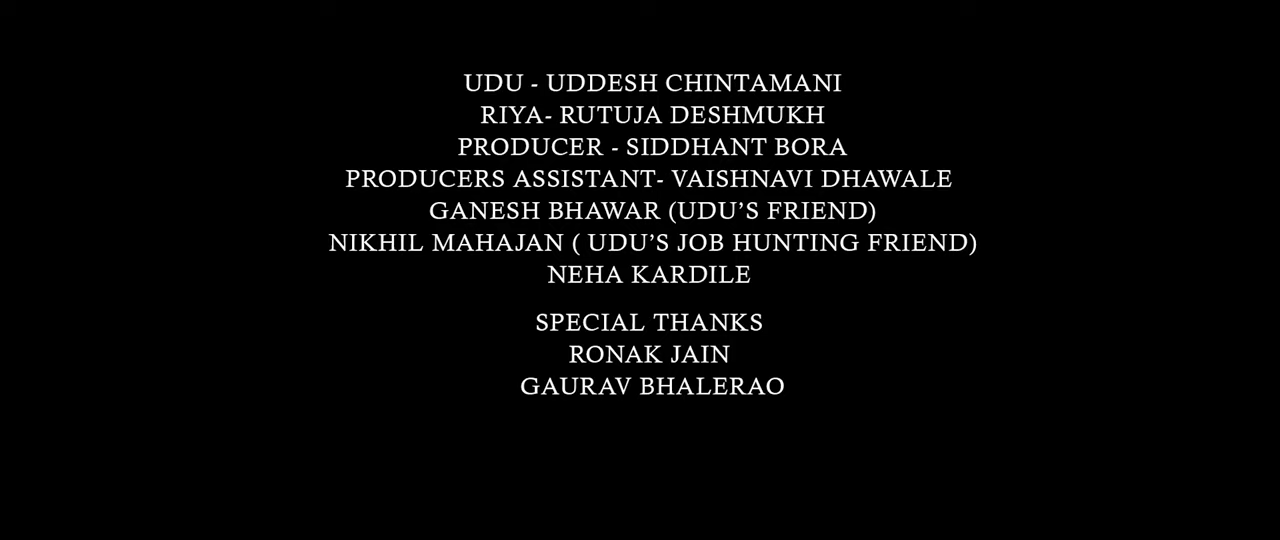 UDU - UDDESH CHINTAMANI
RIYA- RUTUJA DESHMUKH
PRODUCER - SIDDHANT BORA
PRODUCERS ASSISTANT- VAISHNAVI DHAWALE
GANESH BHAWAR (UDU’S FRIEND)
NIKHIL MAHAJAN ( UDU’S JOB HUNTING FRIEND)
NEHA KARDILE
SPECIAL THANKS
RONAK JAIN
GAURAV BHALERAO